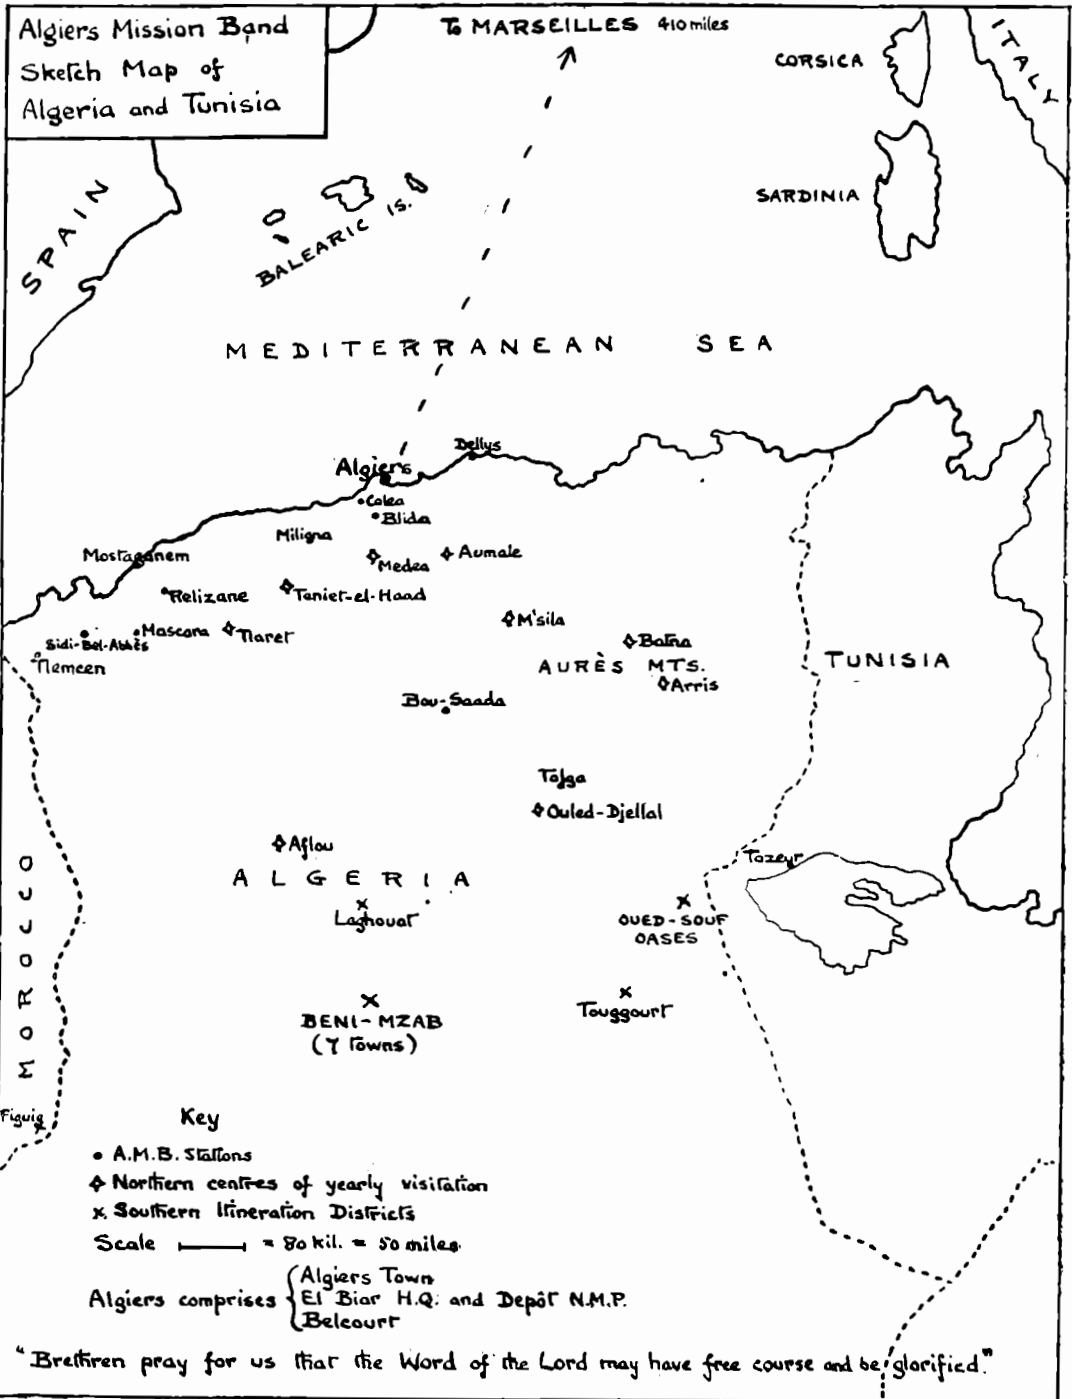 Algiers Mission Band
Sketch Map of
Algeria and Tunisia
To MARSEILLES 410 miles
CORSICA
ITALY
SARDINIA
SPAIN
BALEARIC IS.
MEDITERRANEAN SEA
Dellys
Algiers
Colea
Blida
Miligna
Mostaganem
Medea
Aumale
Relizane
Teniet-el-Haad
M'sila
Mascara
Tiaret
Sidi-Bel-Abbès
Tlemcen
Batna
AURÈS MTS.
TUNISIA
Arris
Bou-Saada
Tolga
Ouled-Djellal
Aflou
Tozeur
ALGERIA
Laghouat
OUED-SOUF
OASES
MOROCCO
BENI-MZAB
(7 Towns)
Touggourt
Figuig
Key
A.M.B. Stations
Northern centres of yearly visitation
x Southern Itineration Districts
Scale = 80 kil. = 50 miles.
Algiers comprises
Algiers Town
El Biar H.Q. and Depôt N.M.P.
Belcourt
"Brethren pray for us that the Word of the Lord may have free course and be glorified."